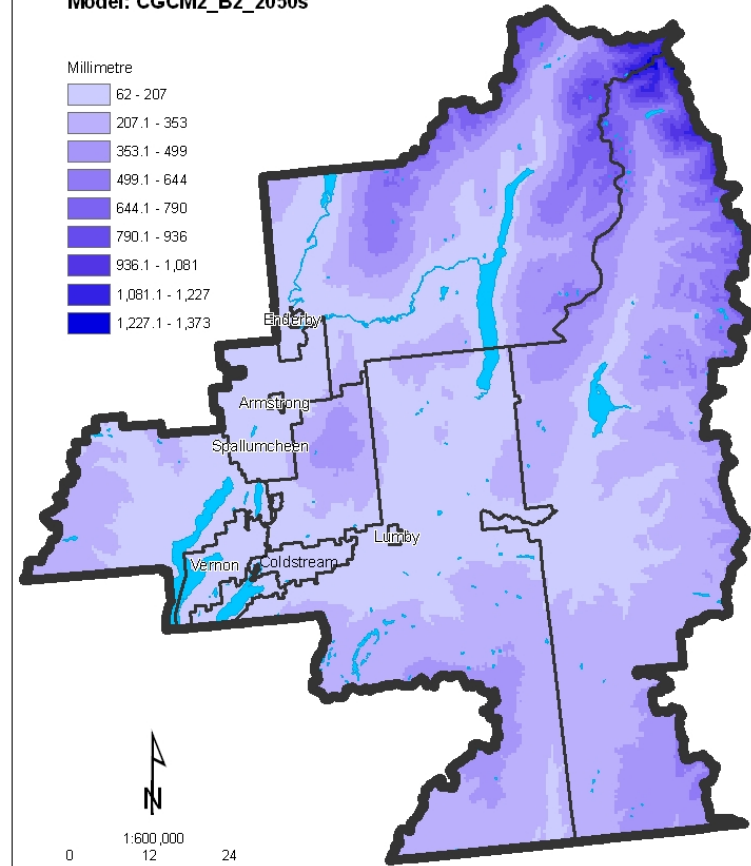 Model: CGCM2_B2_2050s
Millimetre
62 - 207
207.1 - 353
353.1 - 499
499.1 - 644
644.1 - 790
790.1 - 936
936.1 - 1,081
1,081.1 - 1,227
1,227.1 - 1,373
Enderby
Armstrong
Spallumcheen
Lumby
Vernon
Coldstream
N
1:600,000
0 12 24